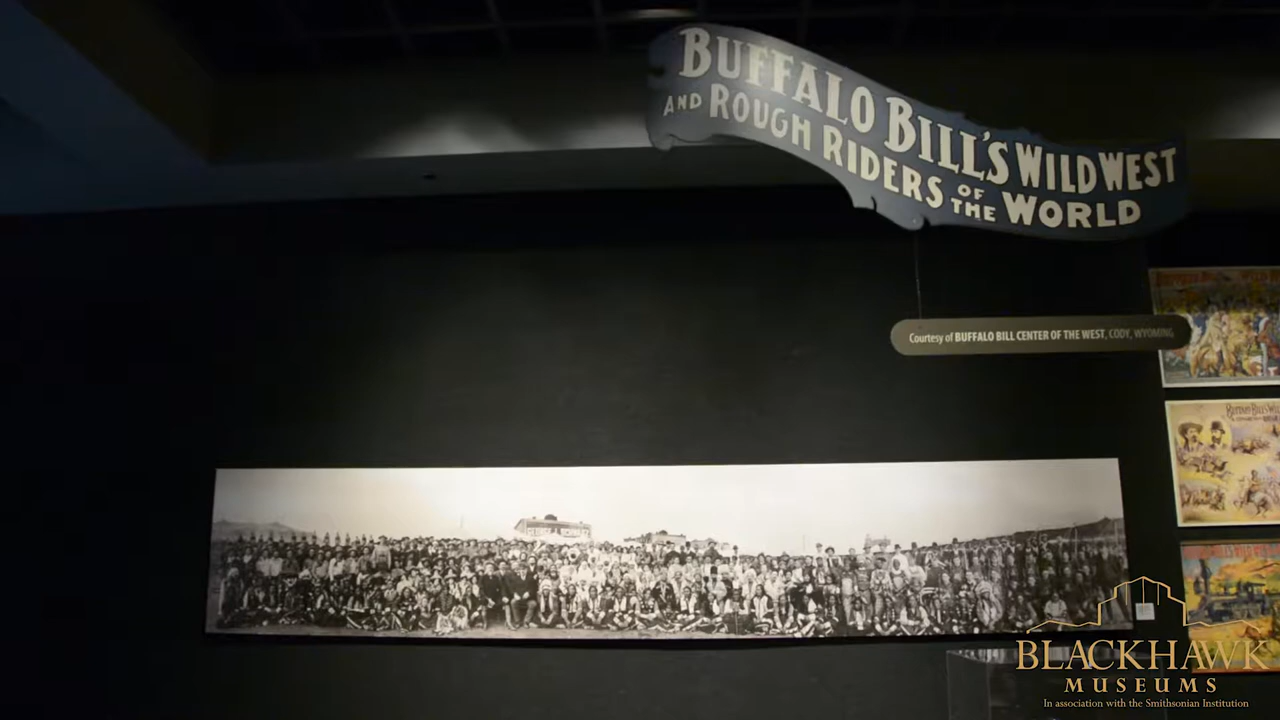 BUFFALO BILL'S WILD WEST
AND ROUGH RIDERS OF THE WORLD
Courtesy of BUFFALO BILL CENTER OF THE WEST, CODY, WYOMING
BLACKHAWK
MUSEUMS
In association with the Smithsonian Institution